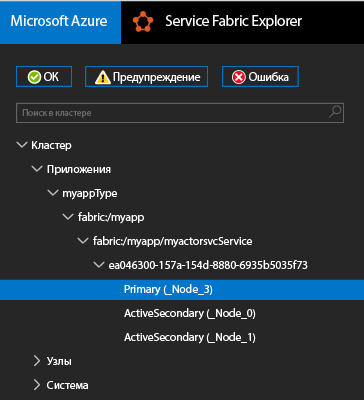 Microsoft Azure Service Fabric Explorer
OK Предупреждение Ошибка
Поиск в кластере
Кластер
Приложения
myappType
fabric:/myapp
fabric:/myapp/myactorsvcService
ea046300-157a-154d-8880-6935b5035f73
Primary (_Node_3)
ActiveSecondary (_Node_0)
ActiveSecondary (_Node_1)
Узлы
Система